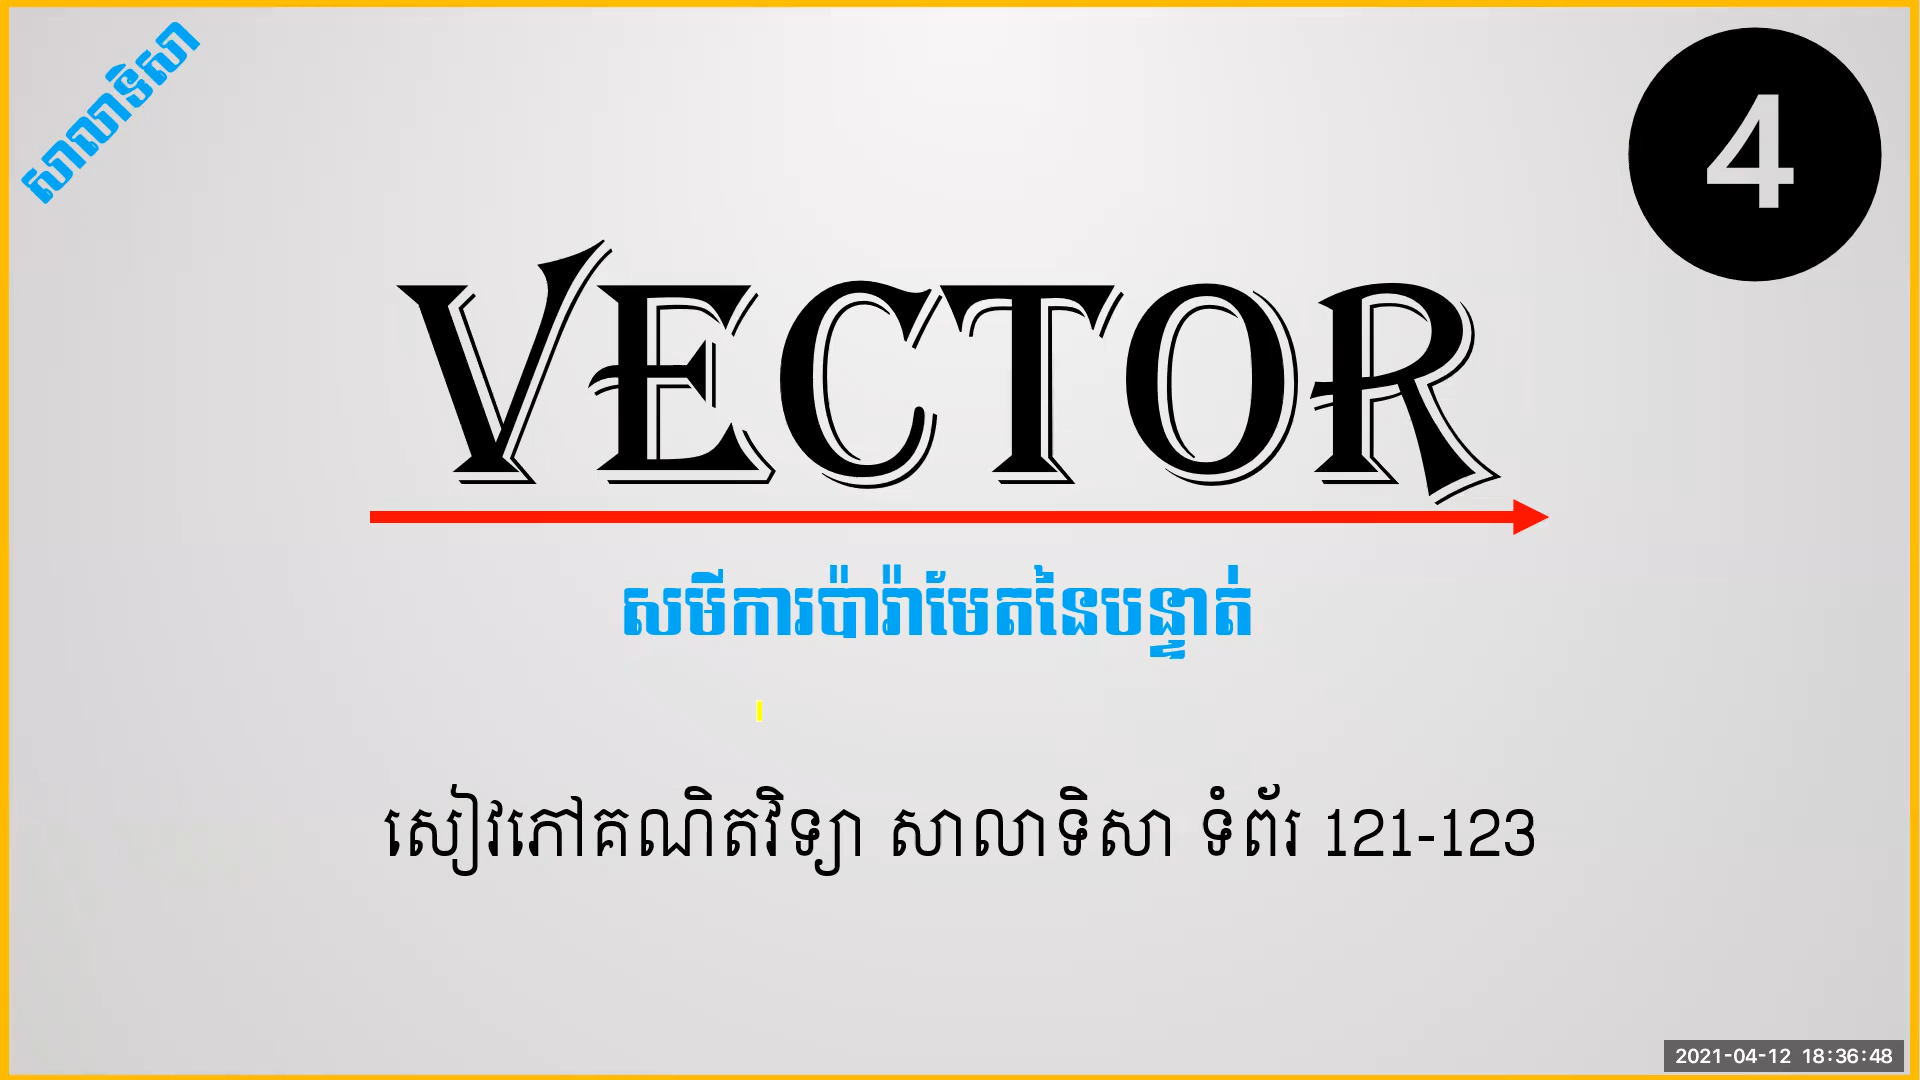 សាលាទិសា
4
VECTOR
សមីការប៉ារ៉ាម៉ែតនៃបន្ទាត់
សៀវភៅគណិតវិទ្យា សាលាទិសា ទំព័រ 121-123
2021-04-12 18:36:48